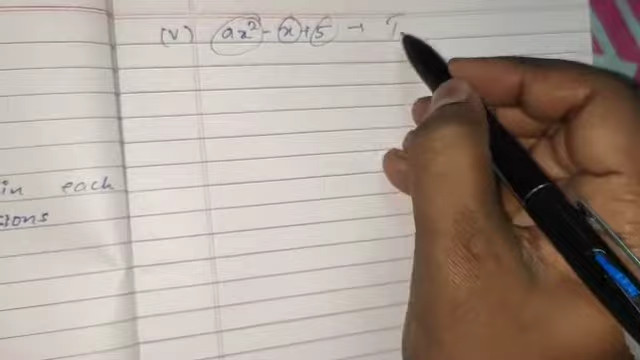 (v) ax² - x + 5 → T
in each
sions